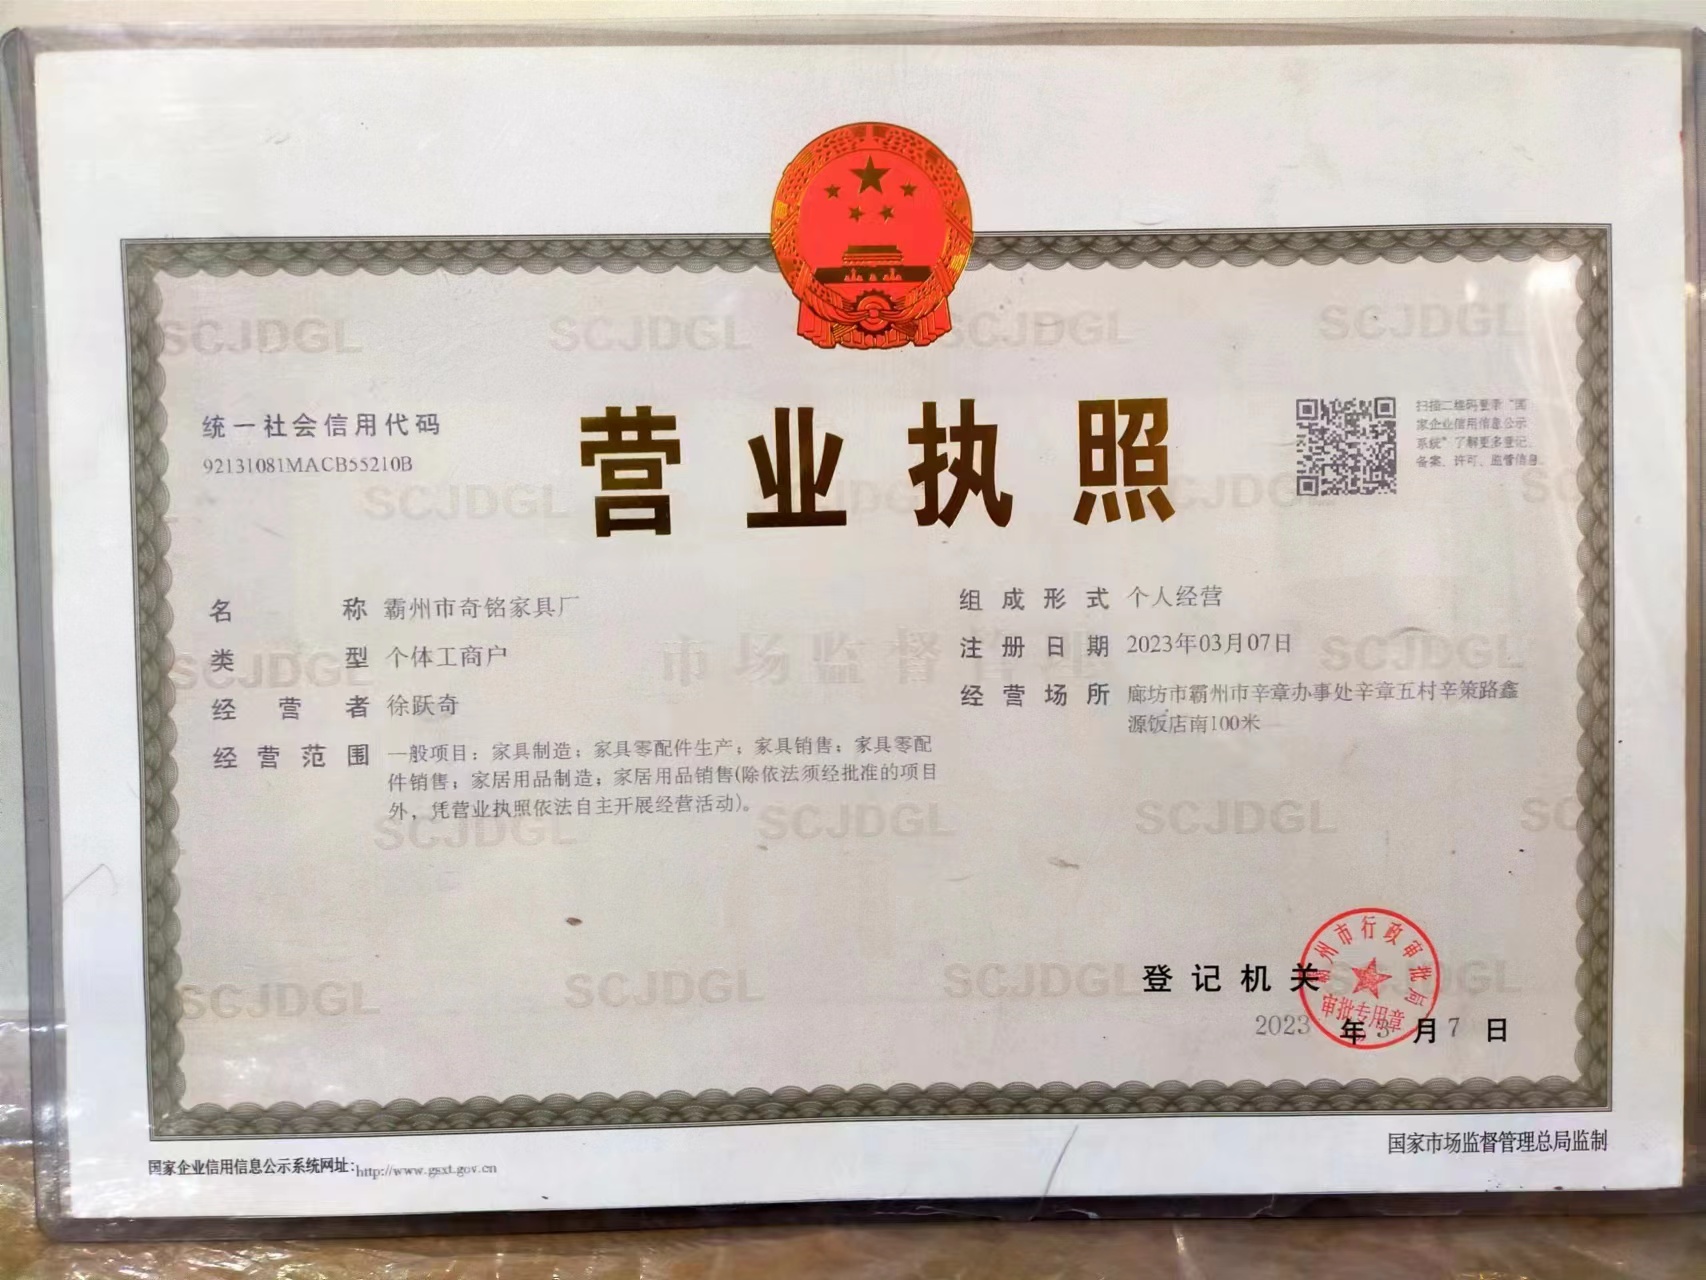 统一社会信用代码
92131081MACB55210B
营业执照
扫描二维码登录“国
家企业信用信息公示
系统”了解更多登记、
备案、许可、监管信息。
名称 霸州市奇铭家具厂
类型 个体工商户
经营者 徐跃奇
经营范围 一般项目：家具制造；家具零配件生产；家具销售；家具零配
件销售；家居用品制造；家居用品销售(除依法须经批准的项目
外，凭营业执照依法自主开展经营活动)。
组成形式 个人经营
注册日期 2023年03月07日
经营场所 廊坊市霸州市辛章办事处辛章五村辛策路鑫
源饭店南100米
市场监督管理
SCJDGL
登记机关
霸州市行政审批局
审批专用章
2023年3月7日
国家企业信用信息公示系统网址：http://www.gsxt.gov.cn
国家市场监督管理总局监制